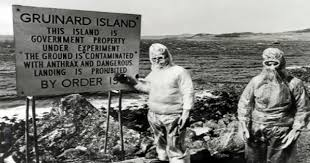 GRUINARD ISLAND
THIS ISLAND IS
GOVERNMENT PROPERTY
UNDER EXPERIMENT
THE GROUND IS CONTAMINATED
WITH ANTHRAX AND DANGEROUS
LANDING IS PROHIBITED
BY ORDER